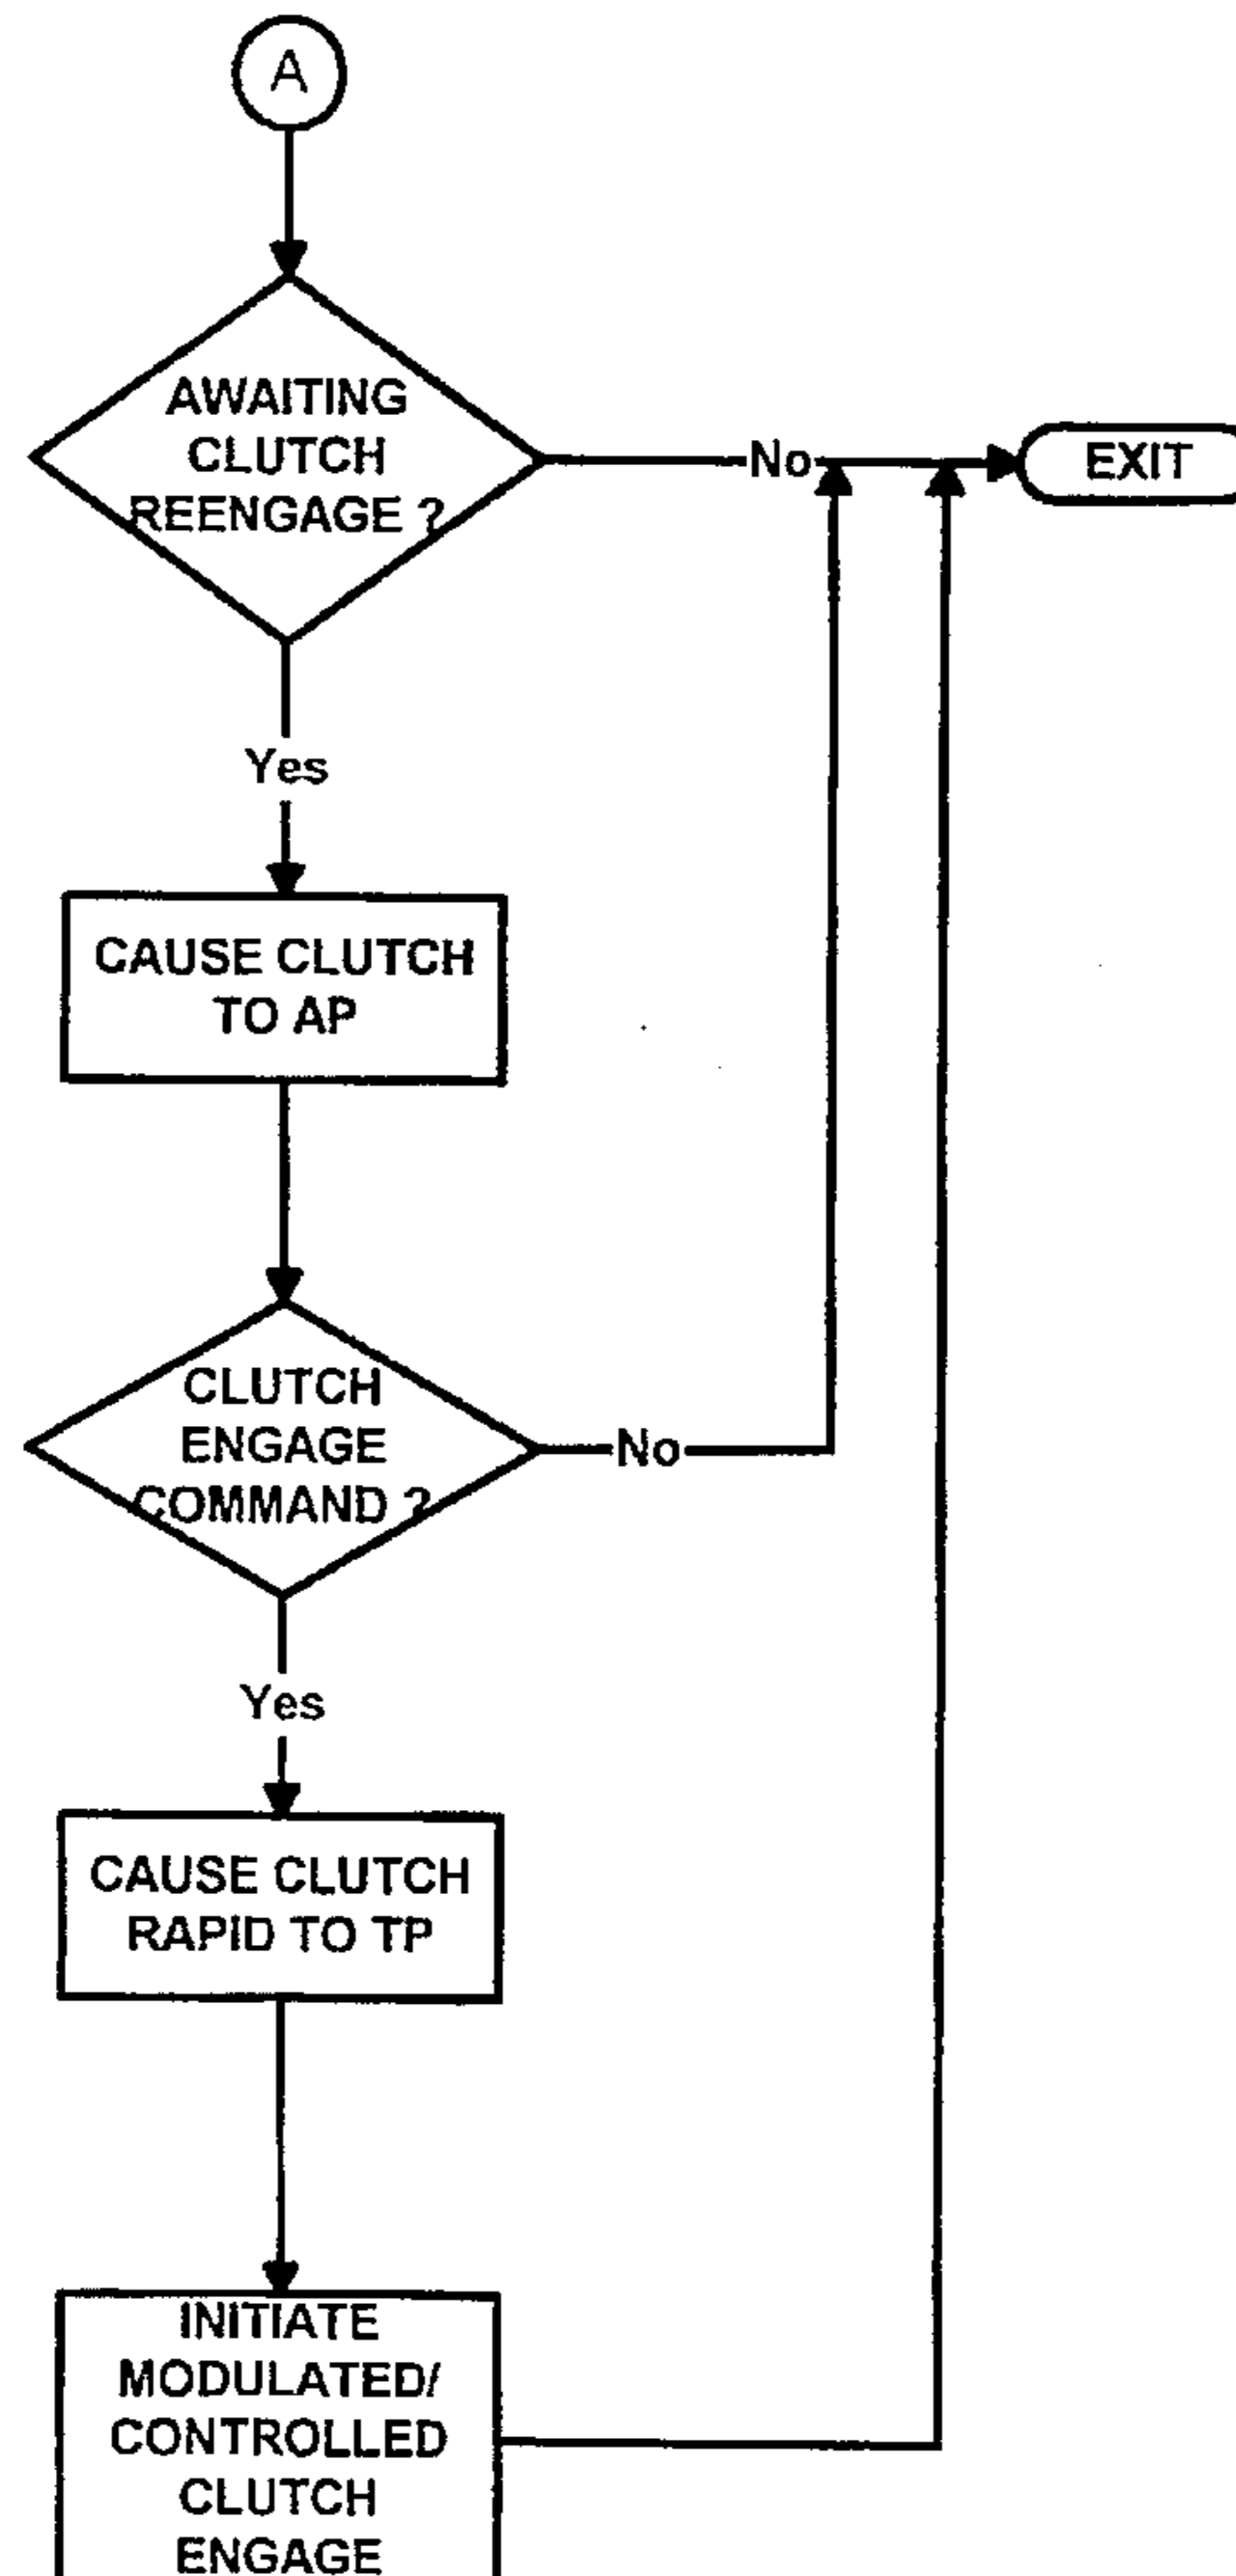 A
AWAITING
CLUTCH
REENGAGE ?
No
EXIT
Yes
CAUSE CLUTCH
TO AP
CLUTCH
ENGAGE
COMMAND ?
No
Yes
CAUSE CLUTCH
RAPID TO TP
INITIATE
MODULATED/
CONTROLLED
CLUTCH
ENGAGE